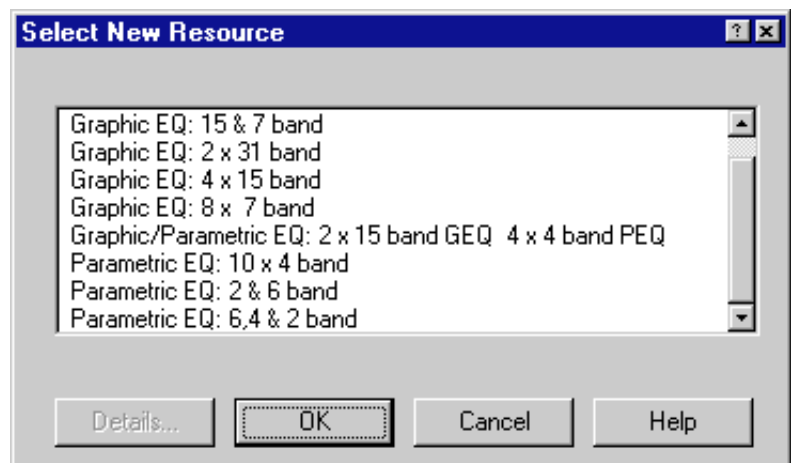 Select New Resource
Graphic EQ: 15 & 7 band
Graphic EQ: 2 x 31 band
Graphic EQ: 4 x 15 band
Graphic EQ: 8 x  7 band
Graphic/Parametric EQ: 2 x 15 band GEQ  4 x 4 band PEQ
Parametric EQ: 10 x 4 band
Parametric EQ: 2 & 6 band
Parametric EQ: 6,4 & 2 band
Details... OK Cancel Help